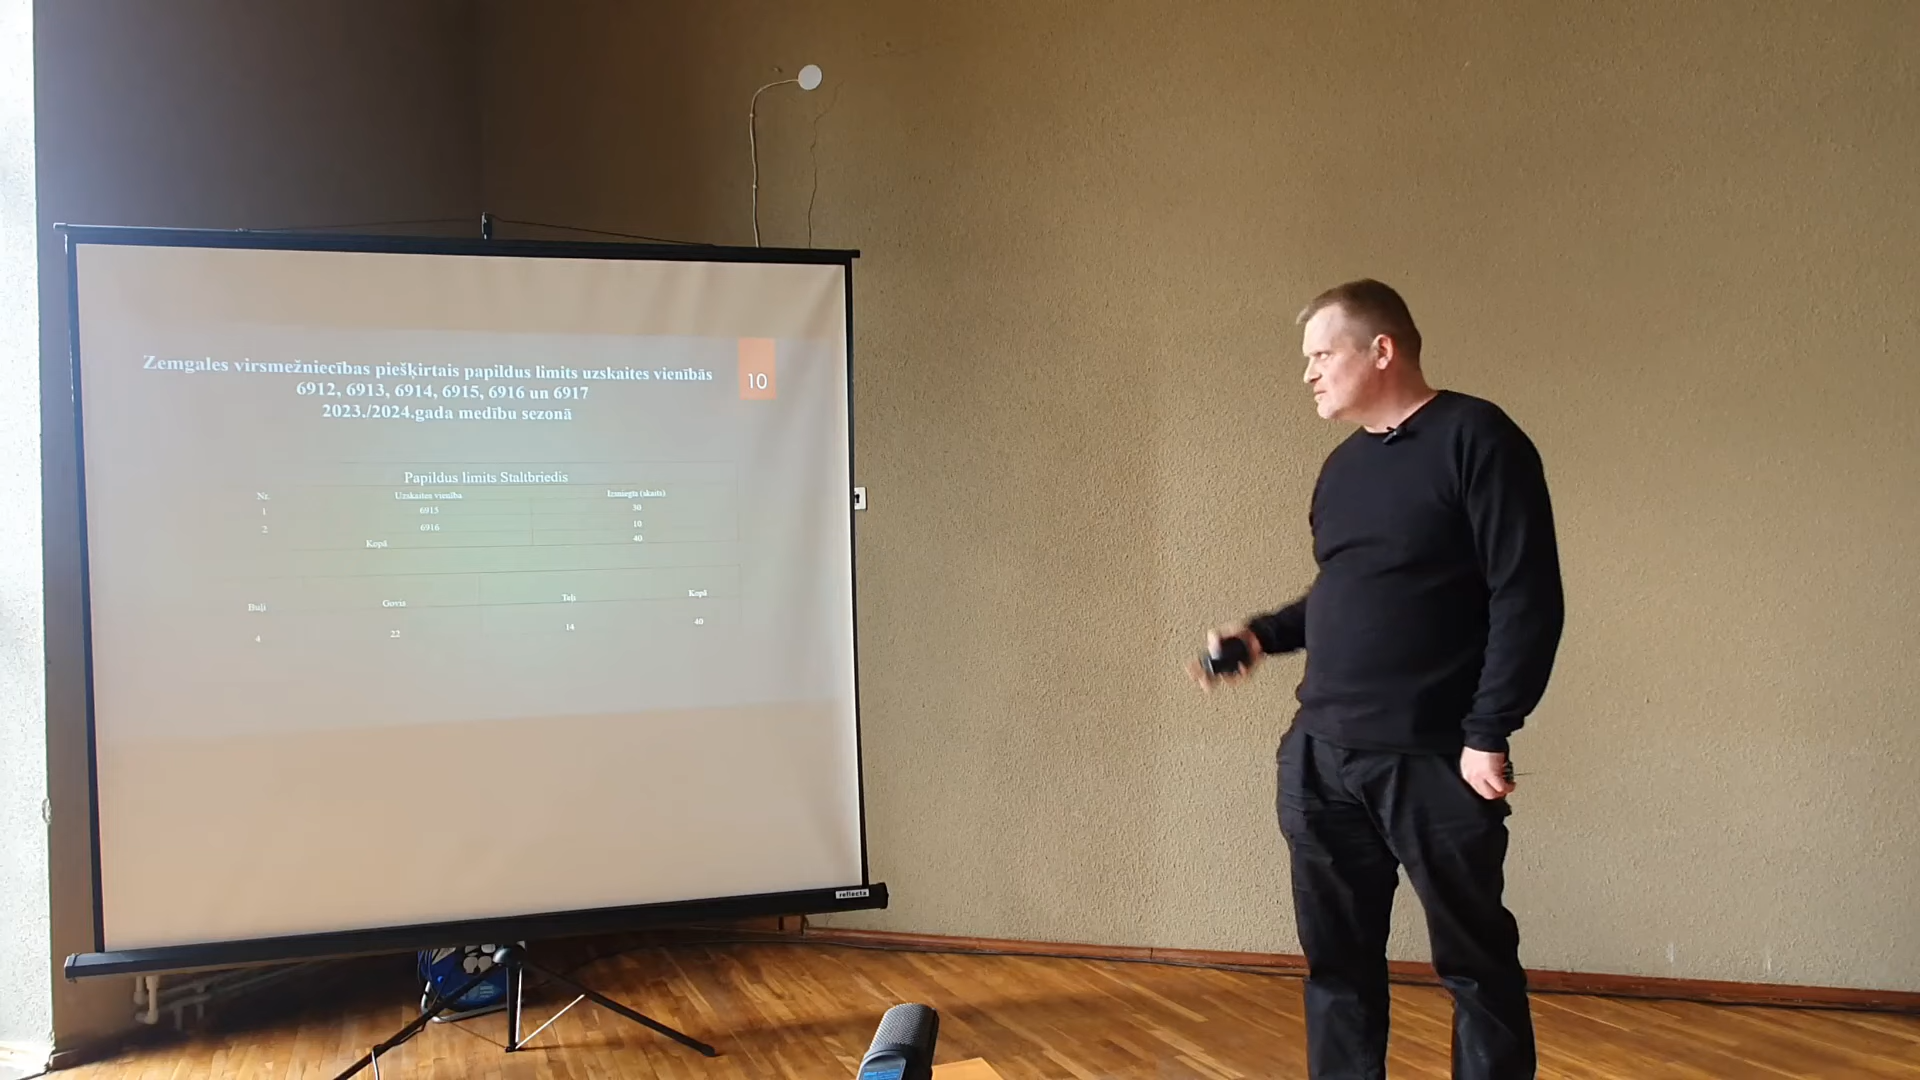 Zemgales virsmežniecības piešķirtais papildus limits uzskaites vienībās
6912, 6913, 6914, 6915, 6916 un 6917
2023./2024.gada medību sezonā
10
Papildus limits Staltbriedis
Nr. Uzskaites vienība Izsniegts (skaits)
1 6915 30
2 6916 10
Kopā 40
Buļļi Govis Teļi Kopā
4 22 14 40
reflecta